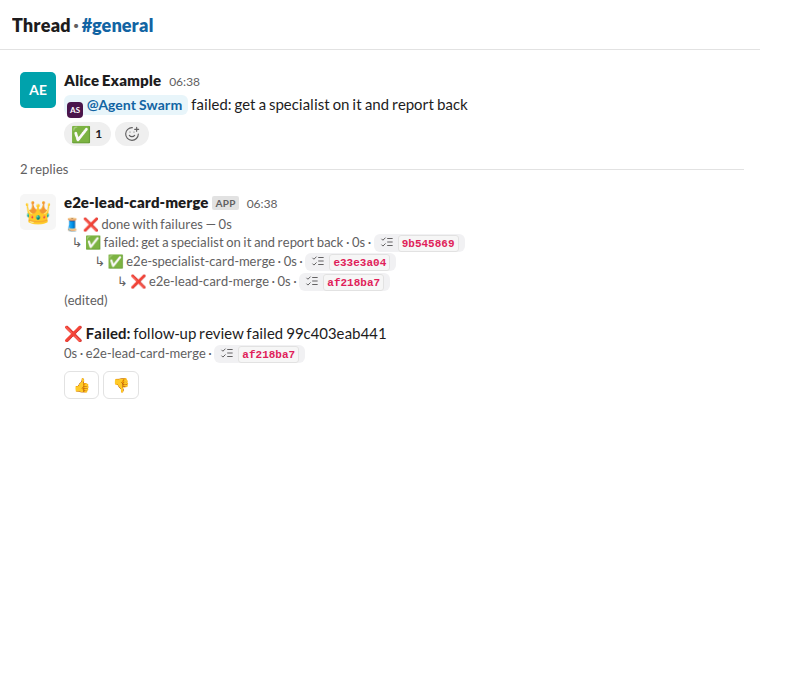 Thread • #general
AE
Alice Example 06:38
AS @Agent Swarm failed: get a specialist on it and report back
✅ 1
2 replies
e2e-lead-card-merge APP 06:38
🧵 ❌ done with failures — 0s
↳ ✅ failed: get a specialist on it and report back · 0s · 9b545869
↳ ✅ e2e-specialist-card-merge · 0s · e33e3a04
↳ ❌ e2e-lead-card-merge · 0s · af218ba7
(edited)
❌ Failed: follow-up review failed 99c403eab441
0s · e2e-lead-card-merge · af218ba7
👍 👎